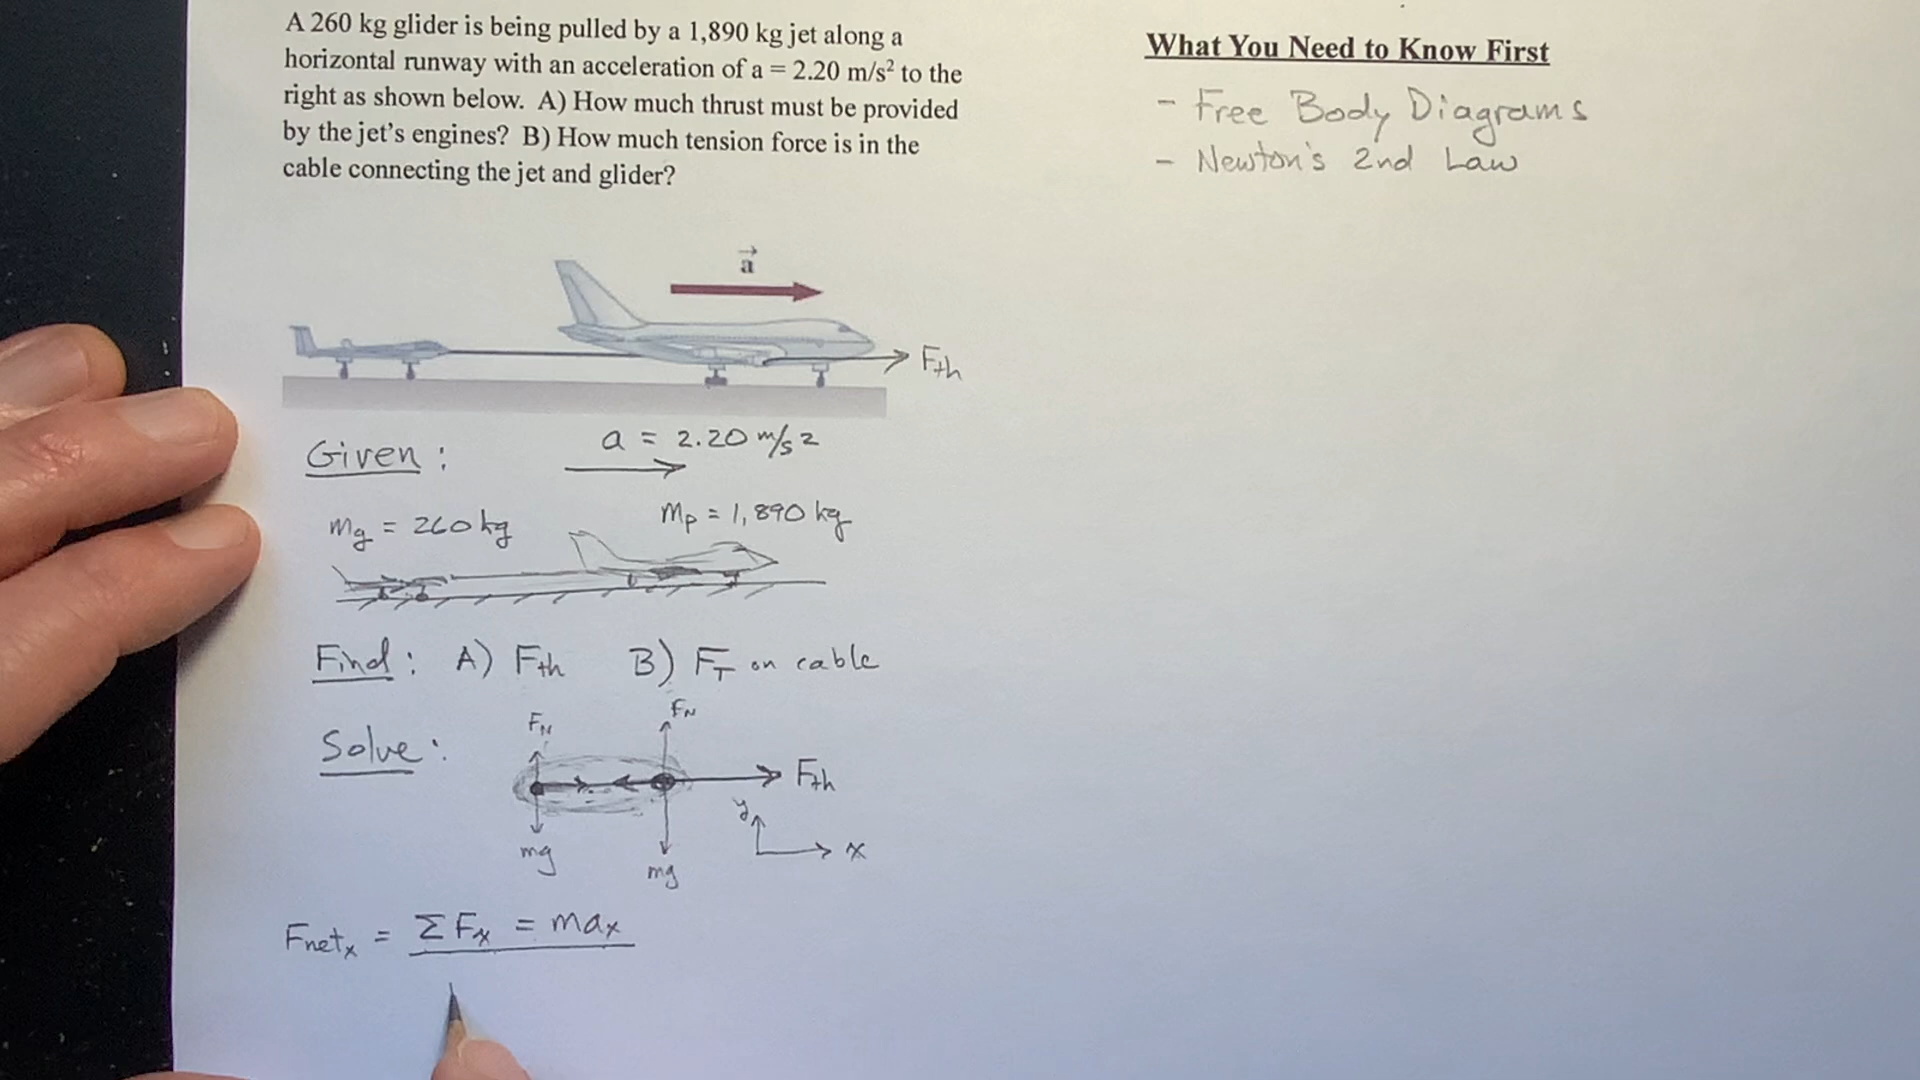 A 260 kg glider is being pulled by a 1,890 kg jet along a
horizontal runway with an acceleration of a = 2.20 m/s² to the
right as shown below. A) How much thrust must be provided
by the jet's engines? B) How much tension force is in the
cable connecting the jet and glider?
What You Need to Know First
- Free Body Diagrams
- Newton's 2nd Law
a
Fth
Given: a = 2.20 m/s2
mg = 260 kg mp = 1,890 kg
Find: A) Fth B) FT on cable
Solve:
FN FN
Fth
y
x
mg mg
Fnetx = ΣFx = max